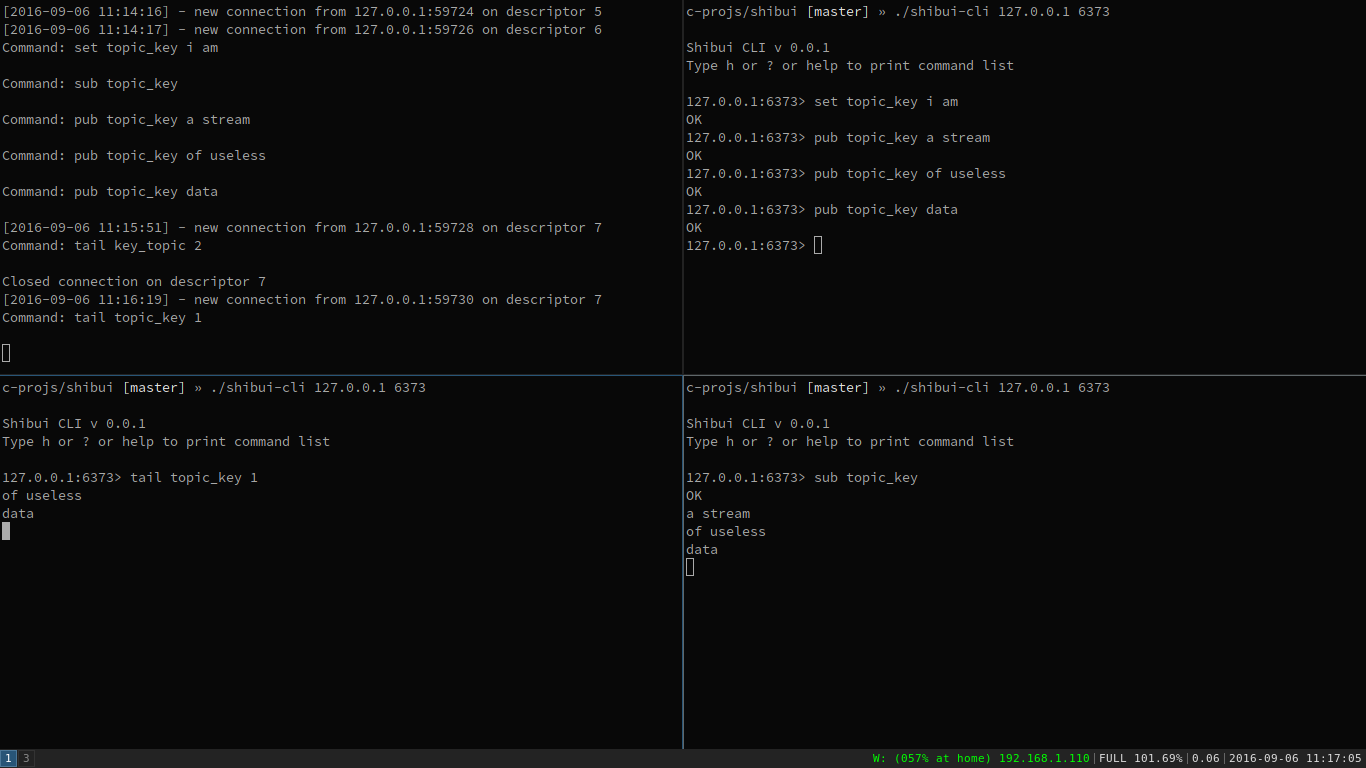 [2016-09-06 11:14:16] - new connection from 127.0.0.1:59724 on descriptor 5
[2016-09-06 11:14:17] - new connection from 127.0.0.1:59726 on descriptor 6
Command: set topic_key i am
Command: sub topic_key
Command: pub topic_key a stream
Command: pub topic_key of useless
Command: pub topic_key data
[2016-09-06 11:15:51] - new connection from 127.0.0.1:59728 on descriptor 7
Command: tail key_topic 2
Closed connection on descriptor 7
[2016-09-06 11:16:19] - new connection from 127.0.0.1:59730 on descriptor 7
Command: tail topic_key 1
c-projs/shibui [master] » ./shibui-cli 127.0.0.1 6373
Shibui CLI v 0.0.1
Type h or ? or help to print command list
127.0.0.1:6373> set topic_key i am
OK
127.0.0.1:6373> pub topic_key a stream
OK
127.0.0.1:6373> pub topic_key of useless
OK
127.0.0.1:6373> pub topic_key data
OK
127.0.0.1:6373>
c-projs/shibui [master] » ./shibui-cli 127.0.0.1 6373
Shibui CLI v 0.0.1
Type h or ? or help to print command list
127.0.0.1:6373> tail topic_key 1
of useless
data
c-projs/shibui [master] » ./shibui-cli 127.0.0.1 6373
Shibui CLI v 0.0.1
Type h or ? or help to print command list
127.0.0.1:6373> sub topic_key
OK
a stream
of useless
data
1 3
W: (057% at home) 192.168.1.110|FULL 101.69%|0.06|2016-09-06 11:17:05